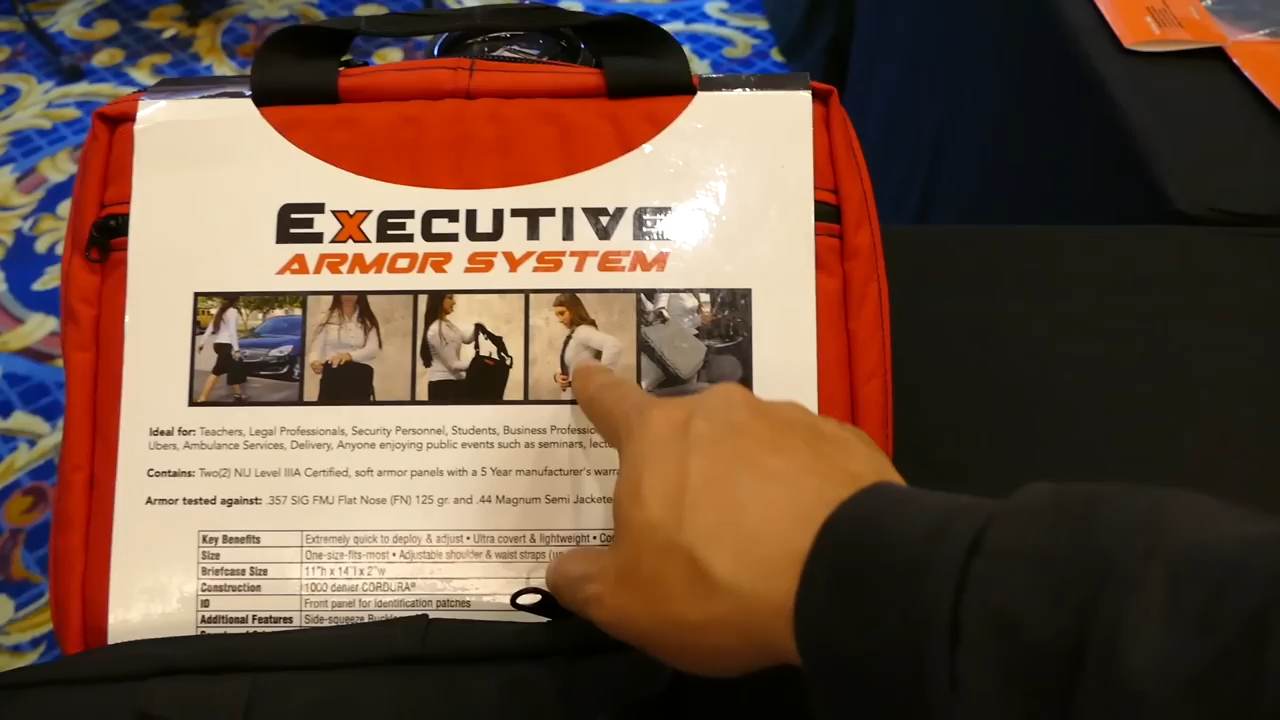 EXECUTIVE
ARMOR SYSTEM
Ideal for: Teachers, Legal Professionals, Security Personnel, Students, Business
Ubers, Ambulance Services, Delivery, Anyone enjoying public events such as seminars,
Contains: Two(2) NIJ Level IIIA Certified, soft armor panels with a 5 Year manufacturer's
Armor tested against: .357 SIG FMJ Flat Nose (FN) 125 gr. and .44 Magnum Semi
Key Benefits Extremely quick to deploy & adjust • Ultra covert & lightweight •
Size One-size-fits-most • Adjustable shoulder & waist straps
Briefcase Size 11"h x 14"l x 2"w
Construction 1000 denier CORDURA®
ID Front panel for identification patches
Additional Features Side-squeeze